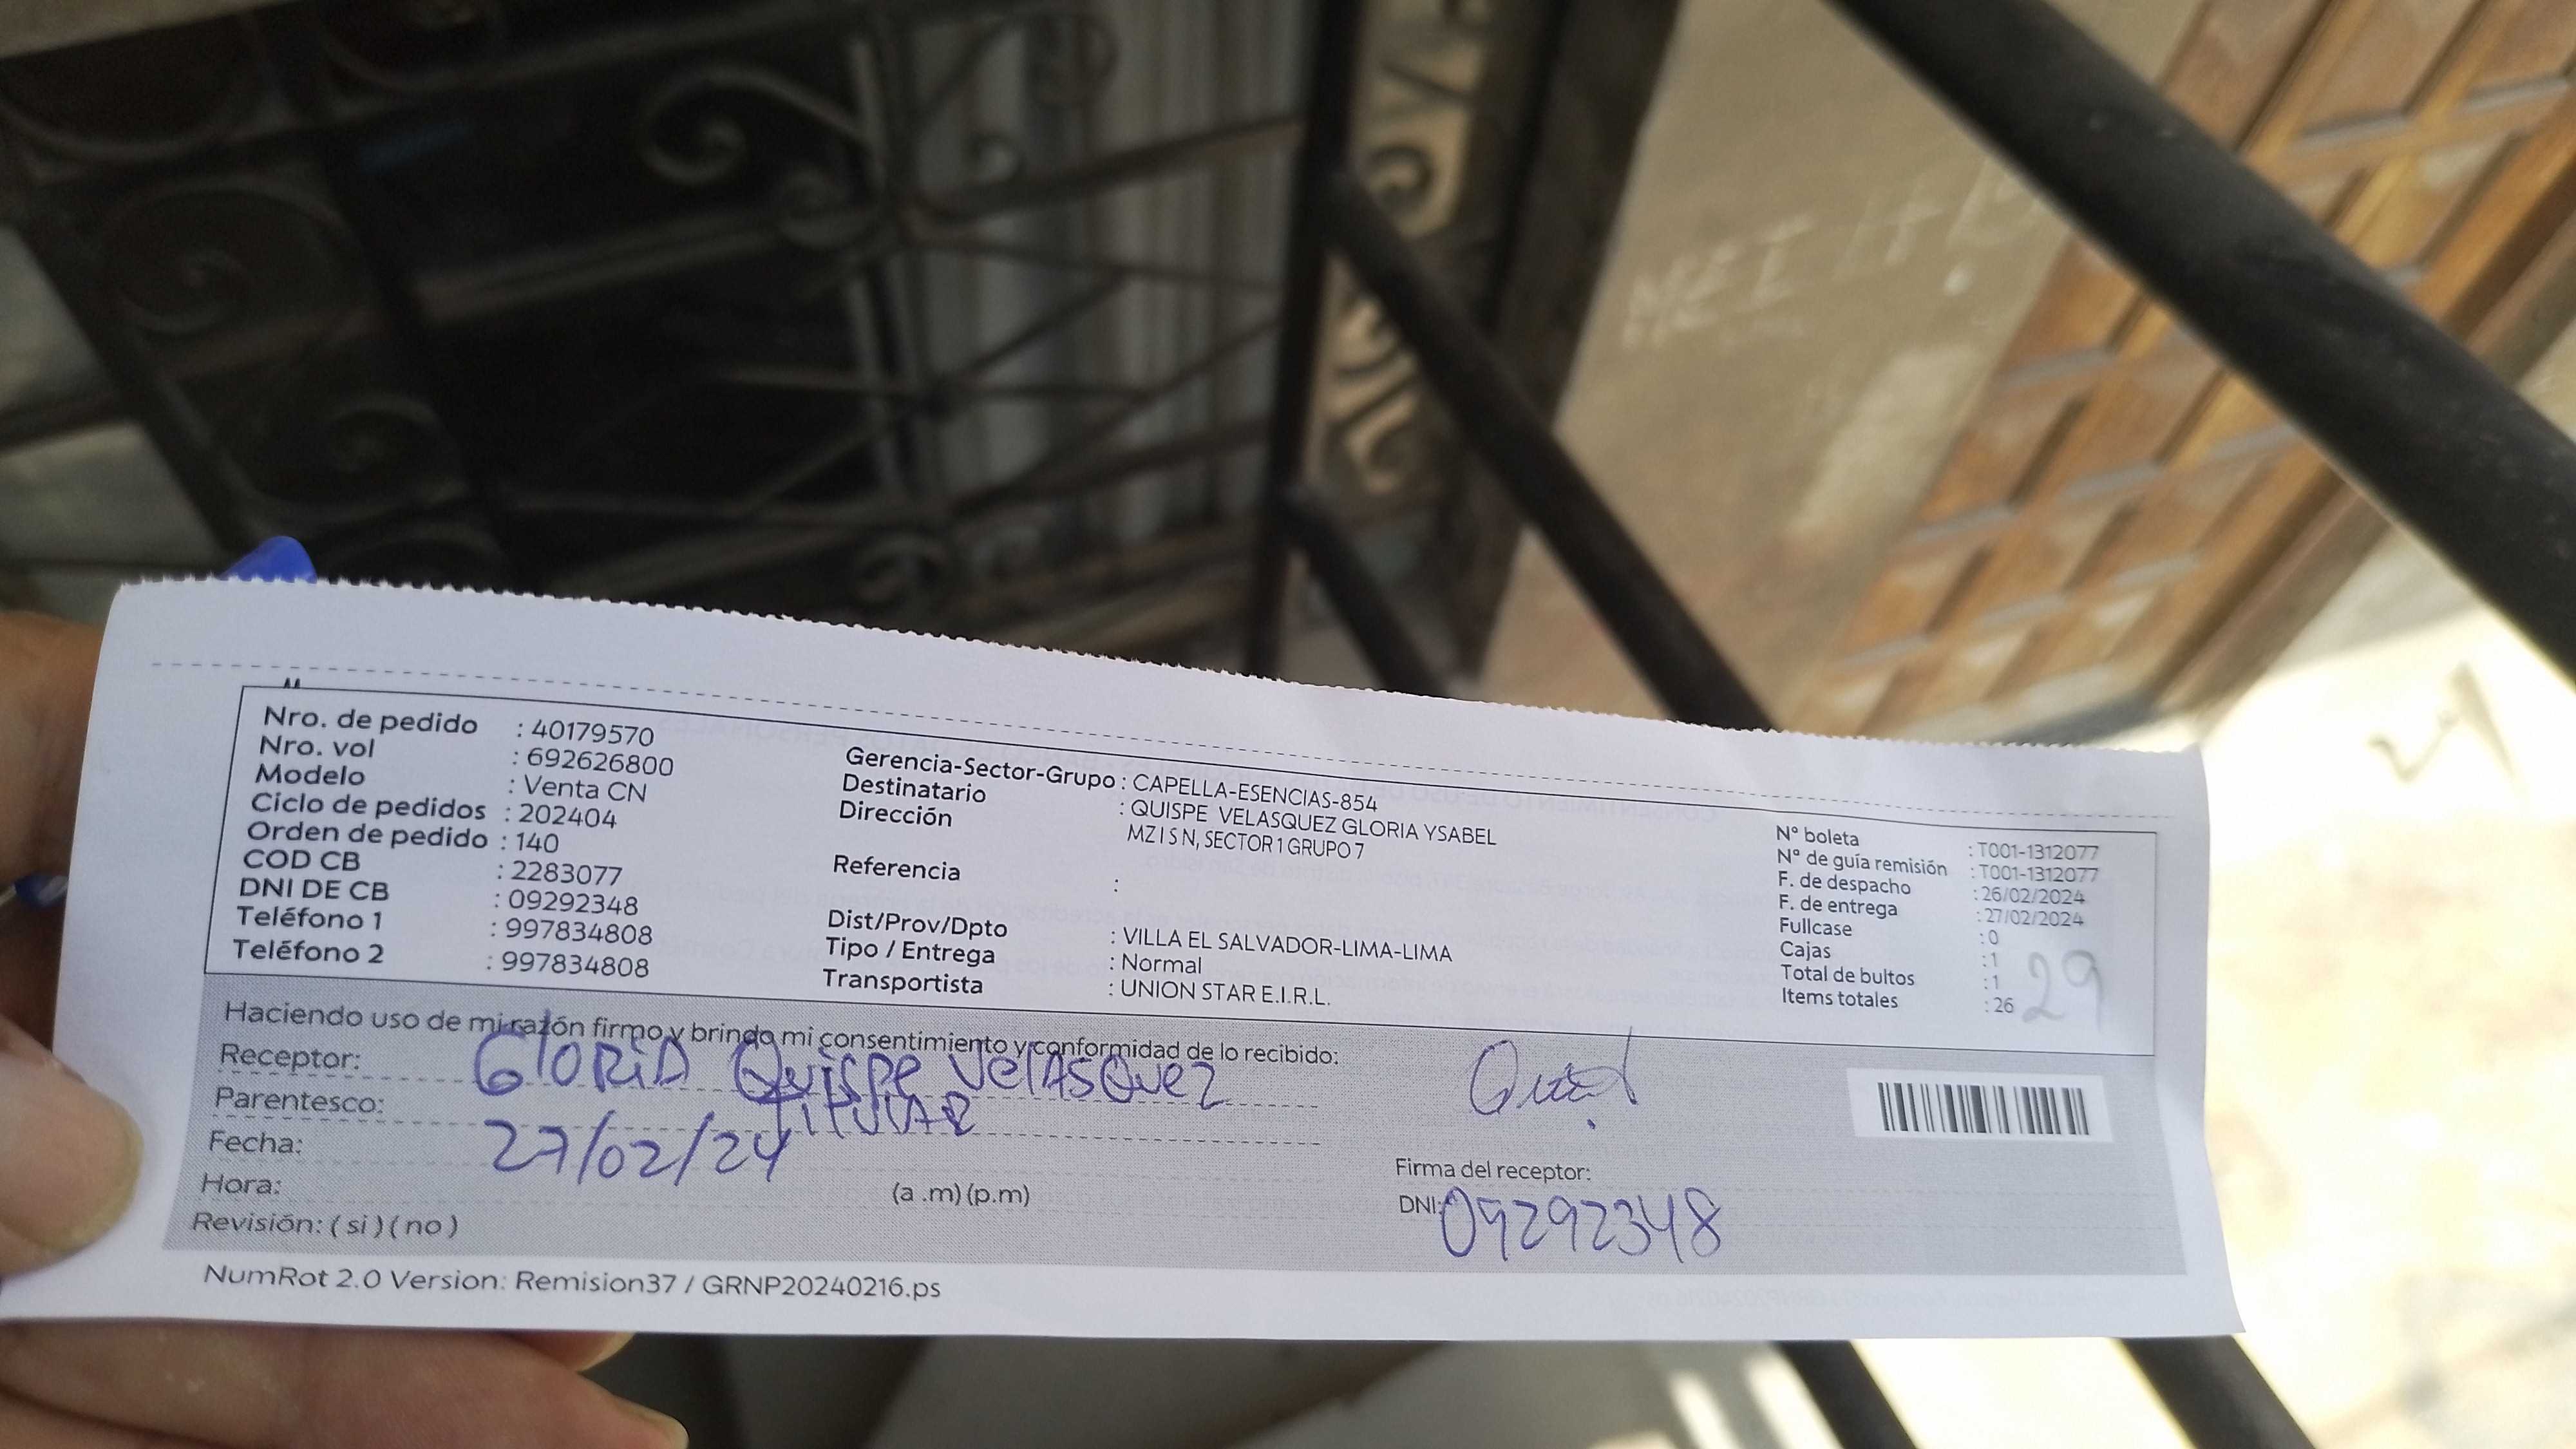 Nro. de pedido : 40179570
Nro. vol : 692626800
Modelo : Venta CN
Ciclo de pedidos : 202404
Orden de pedido : 140
COD CB : 2283077
DNI DE CB : 09292348
Teléfono 1 : 997834808
Teléfono 2 : 997834808
Gerencia-Sector-Grupo : CAPELLA-ESENCIAS-854
Destinatario : QUISPE VELASQUEZ GLORIA YSABEL
Dirección MZ I S N, SECTOR 1 GRUPO 7
Referencia :
Dist/Prov/Dpto : VILLA EL SALVADOR-LIMA-LIMA
Tipo / Entrega : Normal
Transportista : UNION STAR E.I.R.L.
N° boleta : T001-1312077
N° de guía remisión : T001-1312077
F. de despacho : 26/02/2024
F. de entrega : 27/02/2024
Fullcase : 0
Cajas : 1
Total de bultos : 1
Items totales : 26
29
Haciendo uso de mi razón firmo y brindo mi consentimiento y conformidad de lo recibido:
Receptor: GlORiA Quispe VelASQuez
Parentesco: TiTULAR
Fecha: 27/02/24
Hora: (a .m) (p.m)
Revisión: ( si ) ( no )
Firma del receptor:
DNI: 09292348
NumRot 2.0 Version: Remision37 / GRNP20240216.ps